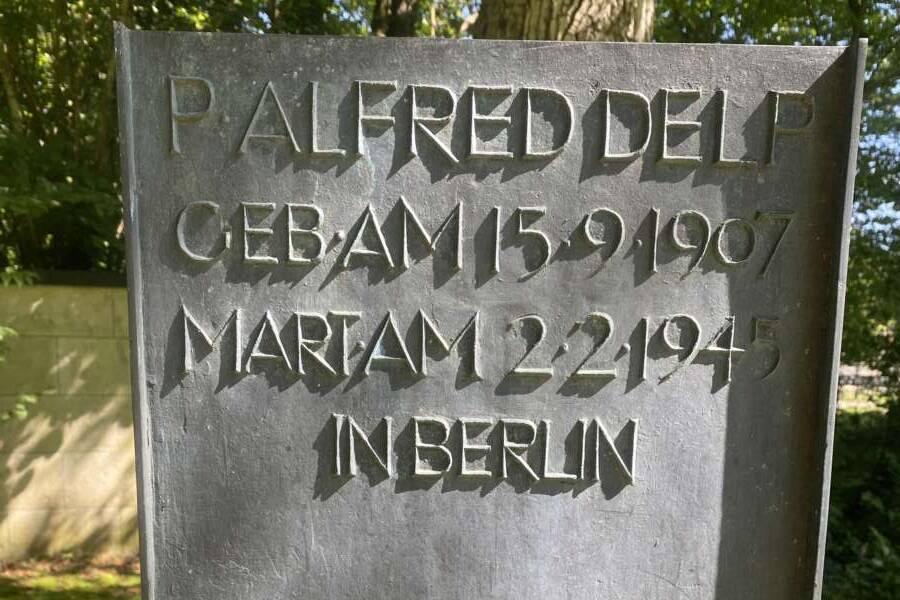 P ALFRED DELP
GEB·AM 15·9·1907
MART·AM 2·2·1945
IN BERLIN